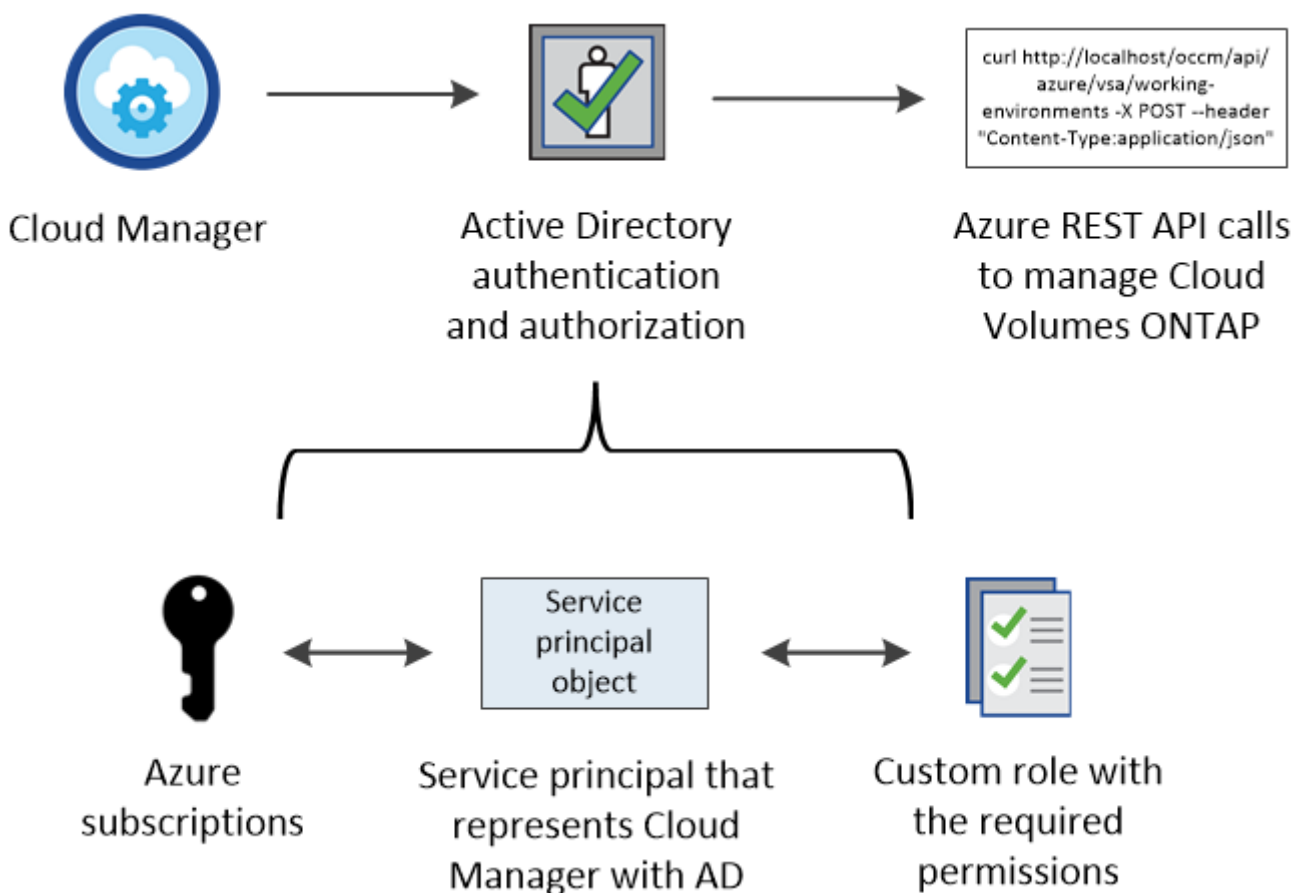 curl http://localhost/occm/api/
azure/vsa/working-
environments -X POST --header
"Content-Type:application/json"
Cloud Manager
Active Directory
authentication
and authorization
Azure REST API calls
to manage Cloud
Volumes ONTAP
Service
principal
object
Azure
subscriptions
Service principal that
represents Cloud
Manager with AD
Custom role with
the required
permissions